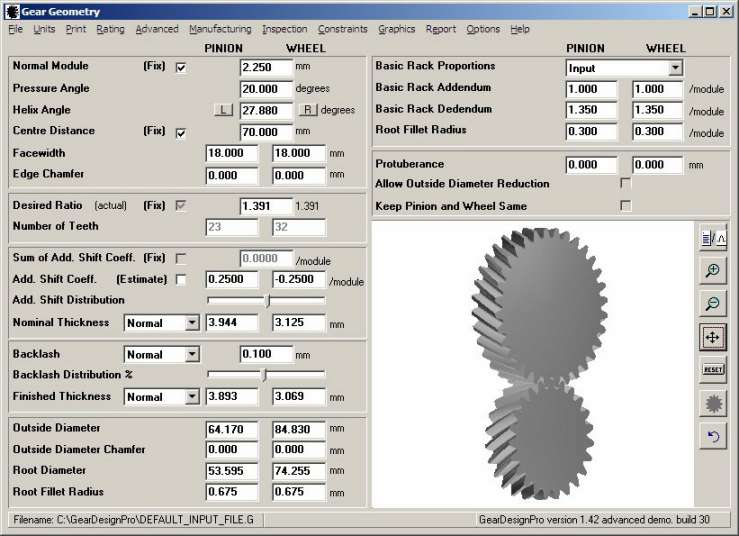 Gear Geometry
File Units Print Rating Advanced Manufacturing Inspection Constraints Graphics Report Options Help
PINION WHEEL
Normal Module (Fix) 2.250 mm
Pressure Angle 20.000 degrees
Helix Angle L 27.880 R degrees
Centre Distance (Fix) 70.000 mm
Facewidth 18.000 18.000 mm
Edge Chamfer 0.000 0.000 mm
Desired Ratio (actual) (Fix) 1.391 1.391
Number of Teeth 23 32
Sum of Add. Shift Coeff. (Fix) 0.0000 /module
Add. Shift Coeff. (Estimate) 0.2500 -0.2500 /module
Add. Shift Distribution
Nominal Thickness Normal 3.944 3.125 mm
Backlash Normal 0.100 mm
Backlash Distribution %
Finished Thickness Normal 3.893 3.069 mm
Outside Diameter 64.170 84.830 mm
Outside Diameter Chamfer 0.000 0.000 mm
Root Diameter 53.595 74.255 mm
Root Fillet Radius 0.675 0.675 mm
PINION WHEEL
Basic Rack Proportions Input
Basic Rack Addendum 1.000 1.000 /module
Basic Rack Dedendum 1.350 1.350 /module
Root Fillet Radius 0.300 0.300 /module
Protuberance 0.000 0.000 mm
Allow Outside Diameter Reduction
Keep Pinion and Wheel Same
RESET
Filename: C:\GearDesignPro\DEFAULT_INPUT_FILE.G GearDesignPro version 1.42 advanced demo. build 30